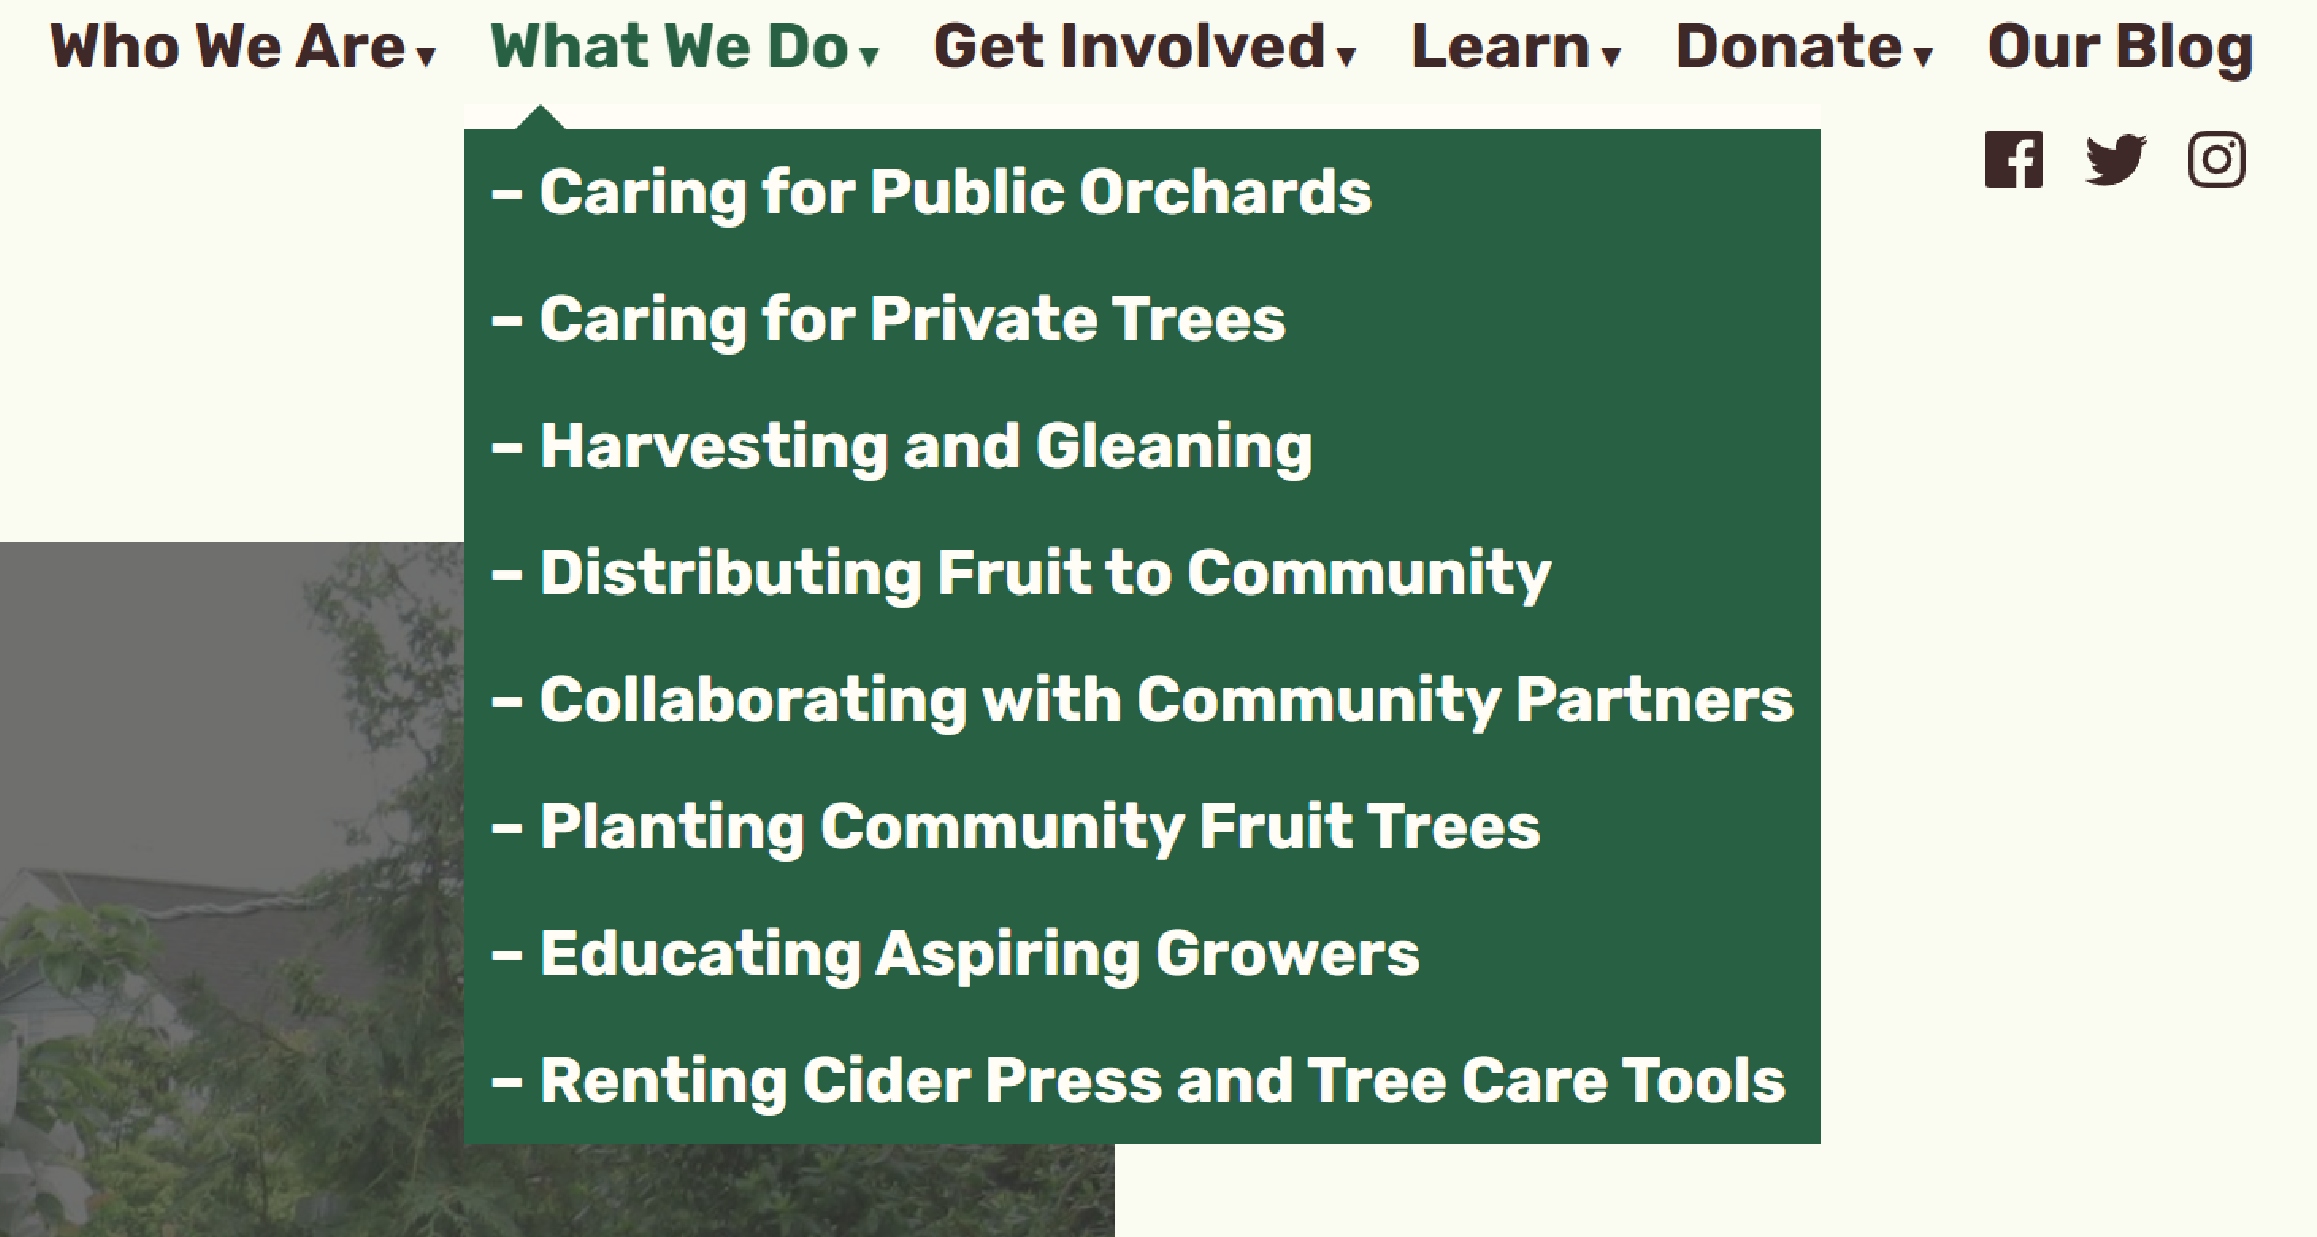 Who We Are ▾ What We Do ▾ Get Involved ▾ Learn ▾ Donate ▾ Our Blog
– Caring for Public Orchards
– Caring for Private Trees
– Harvesting and Gleaning
– Distributing Fruit to Community
– Collaborating with Community Partners
– Planting Community Fruit Trees
– Educating Aspiring Growers
– Renting Cider Press and Tree Care Tools